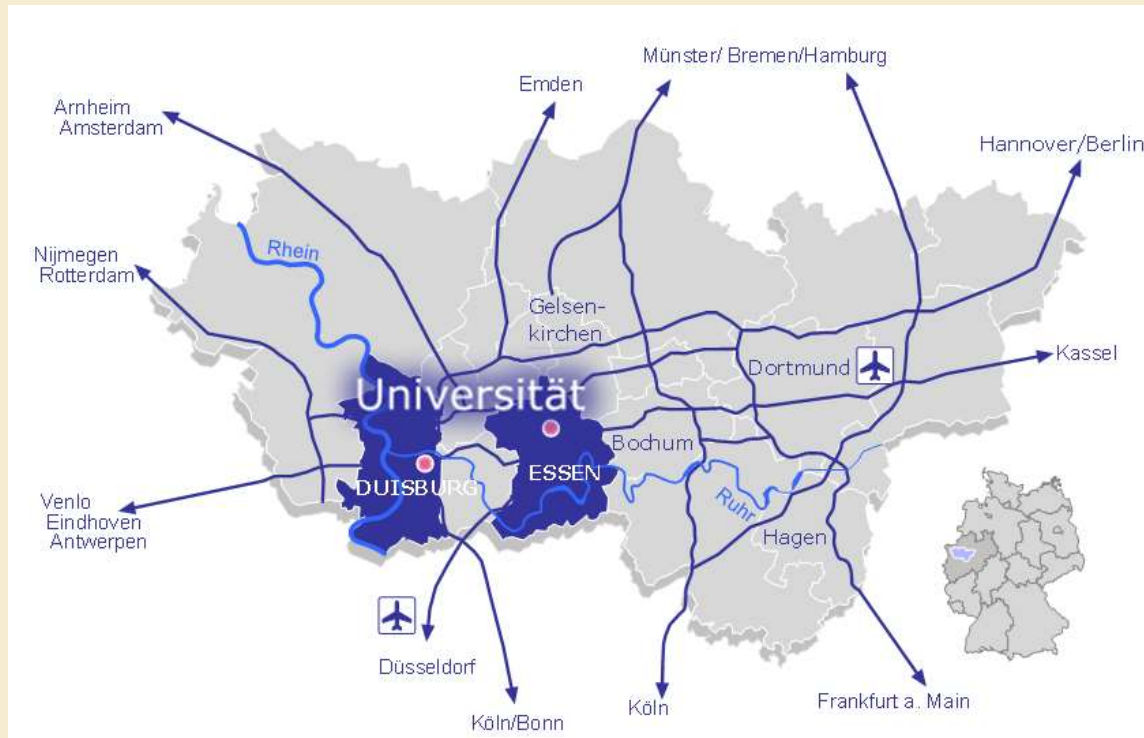 Münster/ Bremen/Hamburg
Emden
Arnheim
Amsterdam
Hannover/Berlin
Rhein
Nijmegen
Rotterdam
Gelsen-
kirchen
Kassel
Dortmund
Universität
Bochum
ESSEN
DUISBURG
Ruhr
Venlo
Eindhoven
Antwerpen
Hagen
Düsseldorf
Köln/Bonn
Köln
Frankfurt a. Main